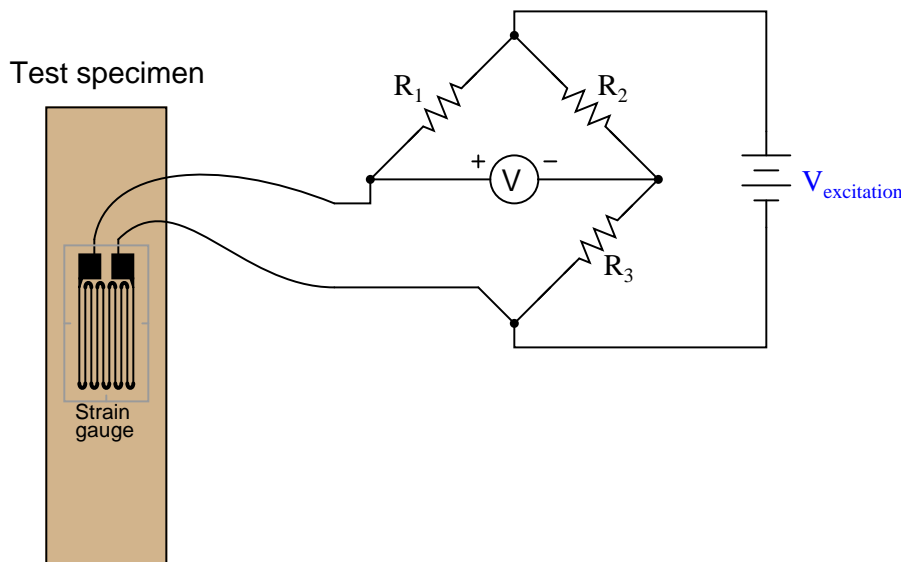 Test specimen
R1
R2
+
−
V
Vexcitation
R3
Strain
gauge